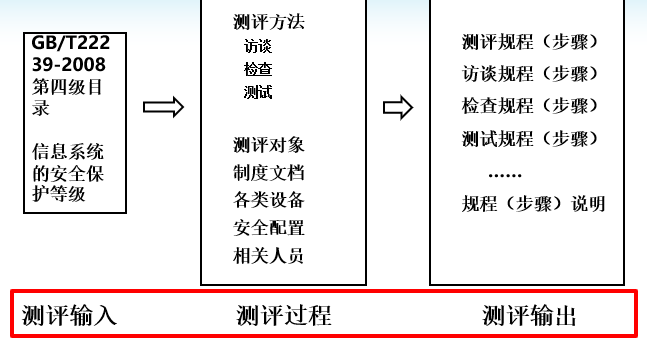 GB/T222
39-2008
第四级目
录
信息系统
的安全保
护等级
测评方法
访谈
检查
测试
测评对象
制度文档
各类设备
安全配置
相关人员
测评规程（步骤）
访谈规程（步骤）
检查规程（步骤）
测试规程（步骤）
……
规程（步骤）说明
测评输入
测评过程
测评输出